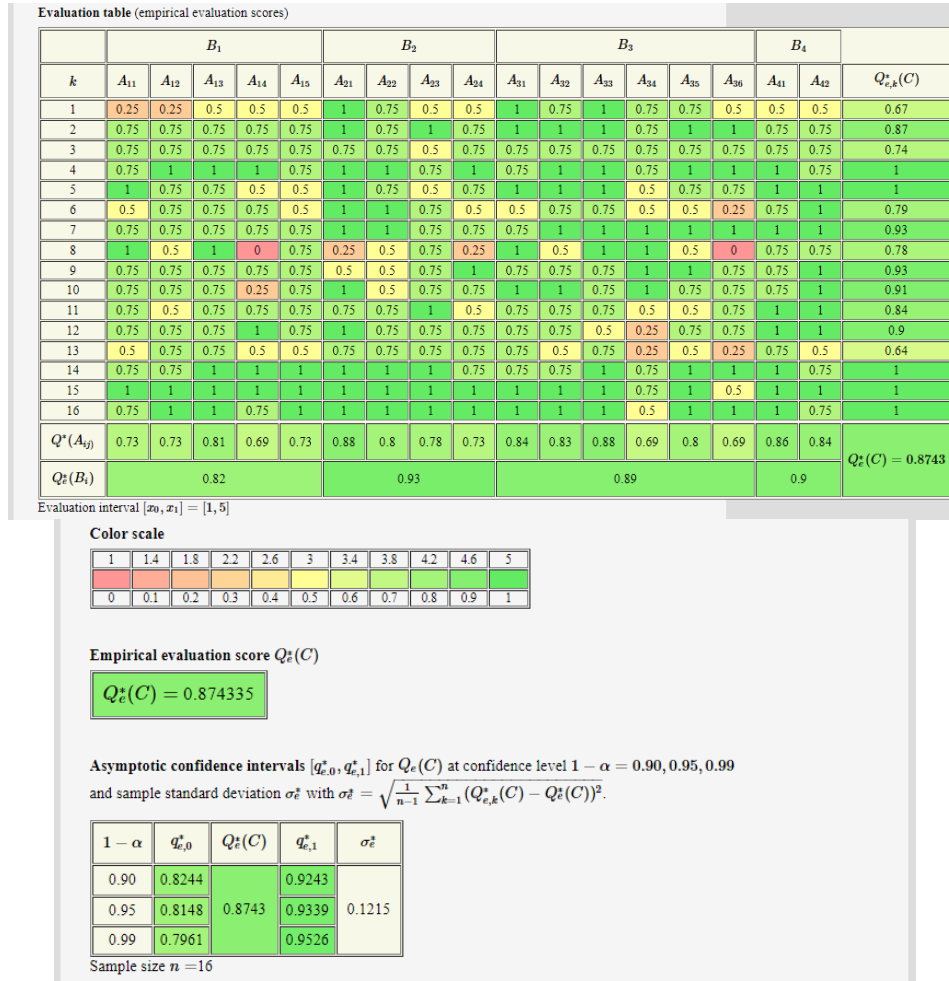 Evaluation table (empirical evaluation scores)
B₁ B₂ B₃ B₄
k A₁₁ A₁₂ A₁₃ A₁₄ A₁₅ A₂₁ A₂₂ A₂₃ A₂₄ A₃₁ A₃₂ A₃₃ A₃₄ A₃₅ A₃₆ A₄₁ A₄₂ Q*ₑ,ₖ(C)
1 0.25 0.25 0.5 0.5 0.5 1 0.75 0.5 0.5 1 0.75 1 0.75 0.75 0.5 0.5 0.5 0.67
2 0.75 0.75 0.75 0.75 0.75 1 0.75 1 0.75 1 1 1 0.75 1 1 0.75 0.75 0.87
3 0.75 0.75 0.75 0.75 0.75 0.75 0.75 0.5 0.75 0.75 0.75 0.75 0.75 0.75 0.75 0.75 0.75 0.74
4 0.75 1 1 1 0.75 1 1 0.75 1 0.75 1 1 0.75 1 1 1 0.75 1
5 1 0.75 0.75 0.5 0.5 1 0.75 0.5 0.75 1 1 1 0.5 0.75 0.75 1 1 1
6 0.5 0.75 0.75 0.75 0.5 1 1 0.75 0.5 0.5 0.75 0.75 0.5 0.5 0.25 0.75 1 0.79
7 0.75 0.75 0.75 0.75 0.75 1 1 0.75 0.75 0.75 1 1 1 1 1 1 1 0.93
8 1 0.5 1 0 0.75 0.25 0.5 0.75 0.25 1 0.5 1 1 0.5 0 0.75 0.75 0.78
9 0.75 0.75 0.75 0.75 0.75 0.5 0.5 0.75 1 0.75 0.75 0.75 1 1 0.75 0.75 1 0.93
10 0.75 0.75 0.75 0.25 0.75 1 0.5 0.75 0.75 1 1 0.75 1 0.75 0.75 0.75 1 0.91
11 0.75 0.5 0.75 0.75 0.75 0.75 0.75 1 0.5 0.75 0.75 0.75 0.5 0.5 0.75 1 1 0.84
12 0.75 0.75 0.75 1 0.75 1 0.75 0.75 0.75 0.75 0.75 0.5 0.25 0.75 0.75 1 1 0.9
13 0.5 0.75 0.75 0.5 0.5 0.75 0.75 0.75 0.75 0.75 0.5 0.75 0.25 0.5 0.25 0.75 0.5 0.64
14 0.75 0.75 1 1 1 1 1 1 0.75 0.75 0.75 1 0.75 1 1 1 0.75 1
15 1 1 1 1 1 1 1 1 1 1 1 1 0.75 1 0.5 1 1 1
16 0.75 1 1 0.75 1 1 1 1 1 1 1 1 0.5 1 1 1 0.75 1
Q*(Aᵢⱼ) 0.73 0.73 0.81 0.69 0.73 0.88 0.8 0.78 0.73 0.84 0.83 0.88 0.69 0.8 0.69 0.86 0.84 Q*ₑ(C) = 0.8743
Q*ₑ(Bᵢ) 0.82 0.93 0.89 0.9
Evaluation interval [x₀, x₁] = [1, 5]
Color scale
1 1.4 1.8 2.2 2.6 3 3.4 3.8 4.2 4.6 5
0 0.1 0.2 0.3 0.4 0.5 0.6 0.7 0.8 0.9 1
Empirical evaluation score Q*ₑ(C)
Q*ₑ(C) = 0.874335
Asymptotic confidence intervals [q*ₑ.₀, q*ₑ,₁] for Qₑ(C) at confidence level 1 − α = 0.90, 0.95, 0.99
and sample standard deviation σ*ₑ with σ*ₑ = √(1/(n−1) ∑ⁿₖ₌₁(Q*ₑ,ₖ(C) − Q*ₑ(C))²).
1 − α q*ₑ,₀ Q*ₑ(C) q*ₑ,₁ σ*ₑ
0.90 0.8244 0.9243
0.95 0.8148 0.8743 0.9339 0.1215
0.99 0.7961 0.9526
Sample size n =16